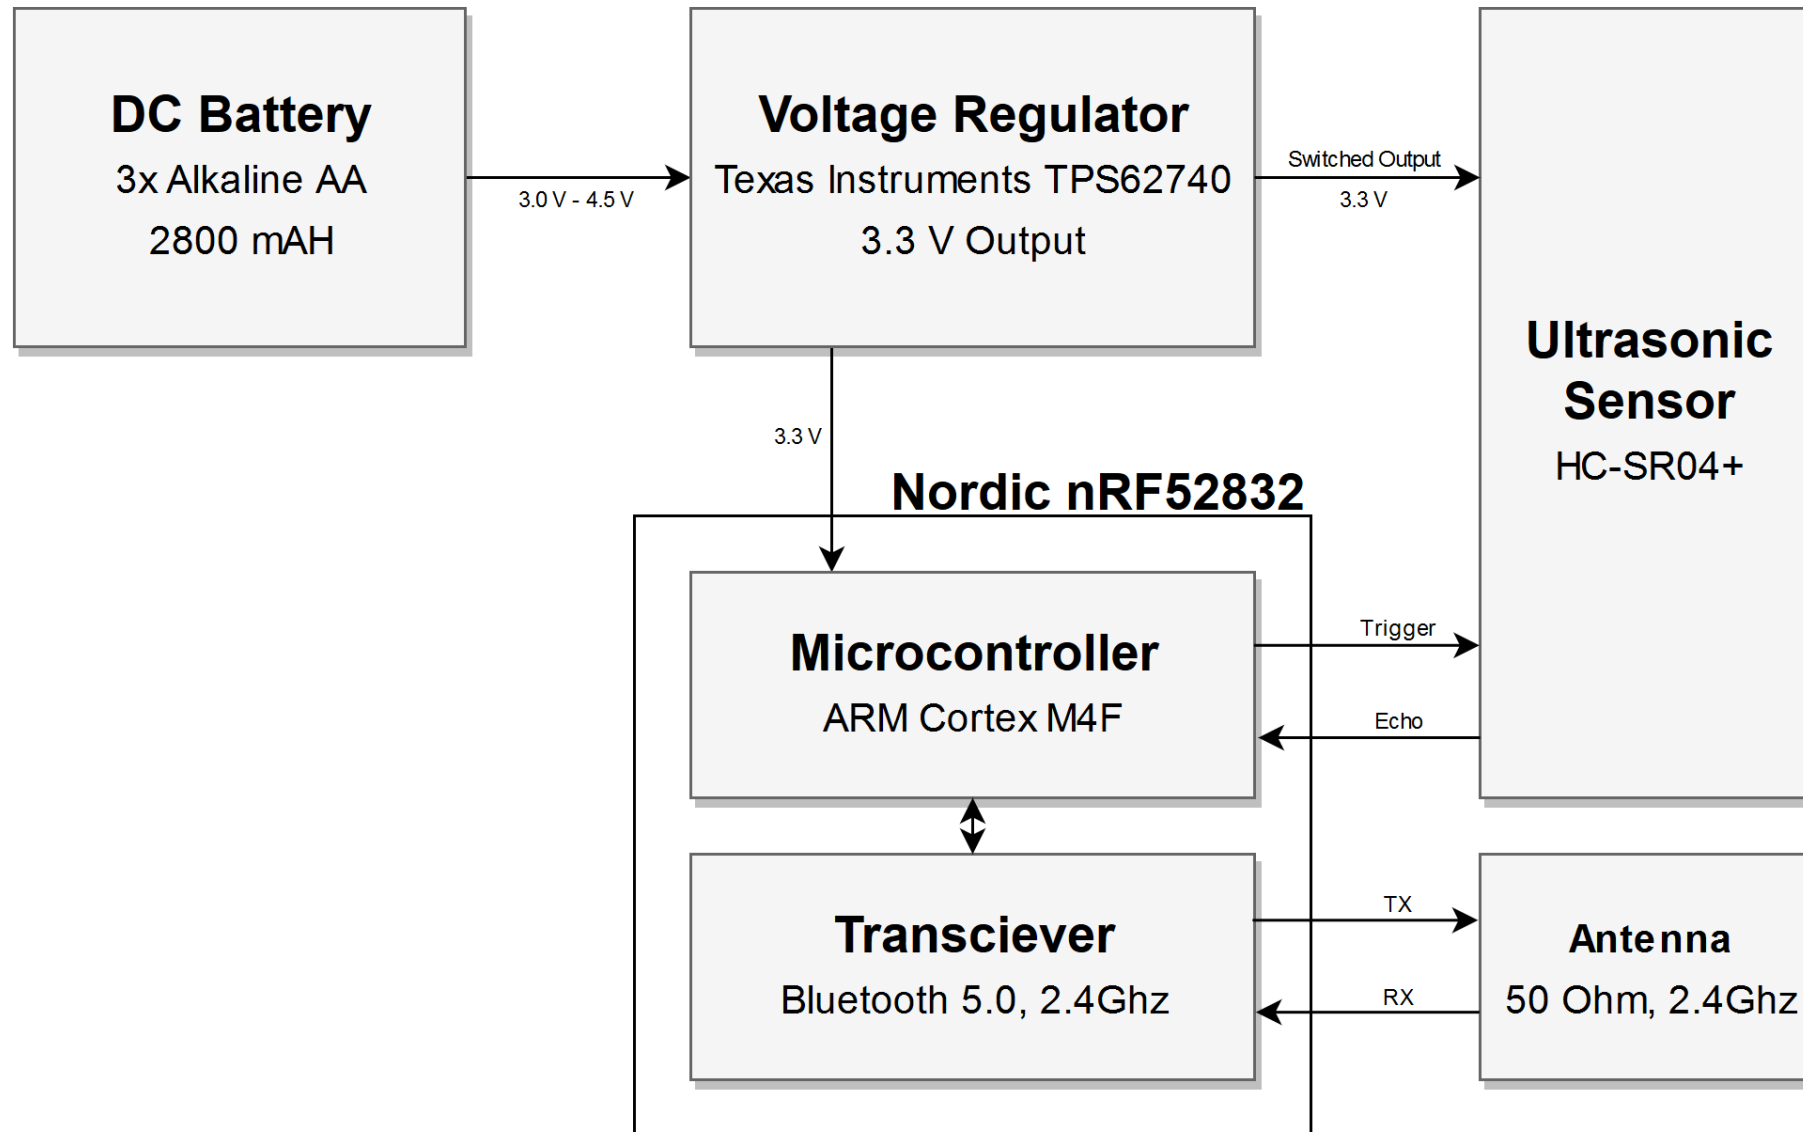 DC Battery
3x Alkaline AA
2800 mAH
3.0 V - 4.5 V
Voltage Regulator
Texas Instruments TPS62740
3.3 V Output
Switched Output
3.3 V
Ultrasonic
Sensor
HC-SR04+
3.3 V
Nordic nRF52832
Microcontroller
ARM Cortex M4F
Trigger
Echo
Transciever
Bluetooth 5.0, 2.4Ghz
TX
RX
Antenna
50 Ohm, 2.4Ghz